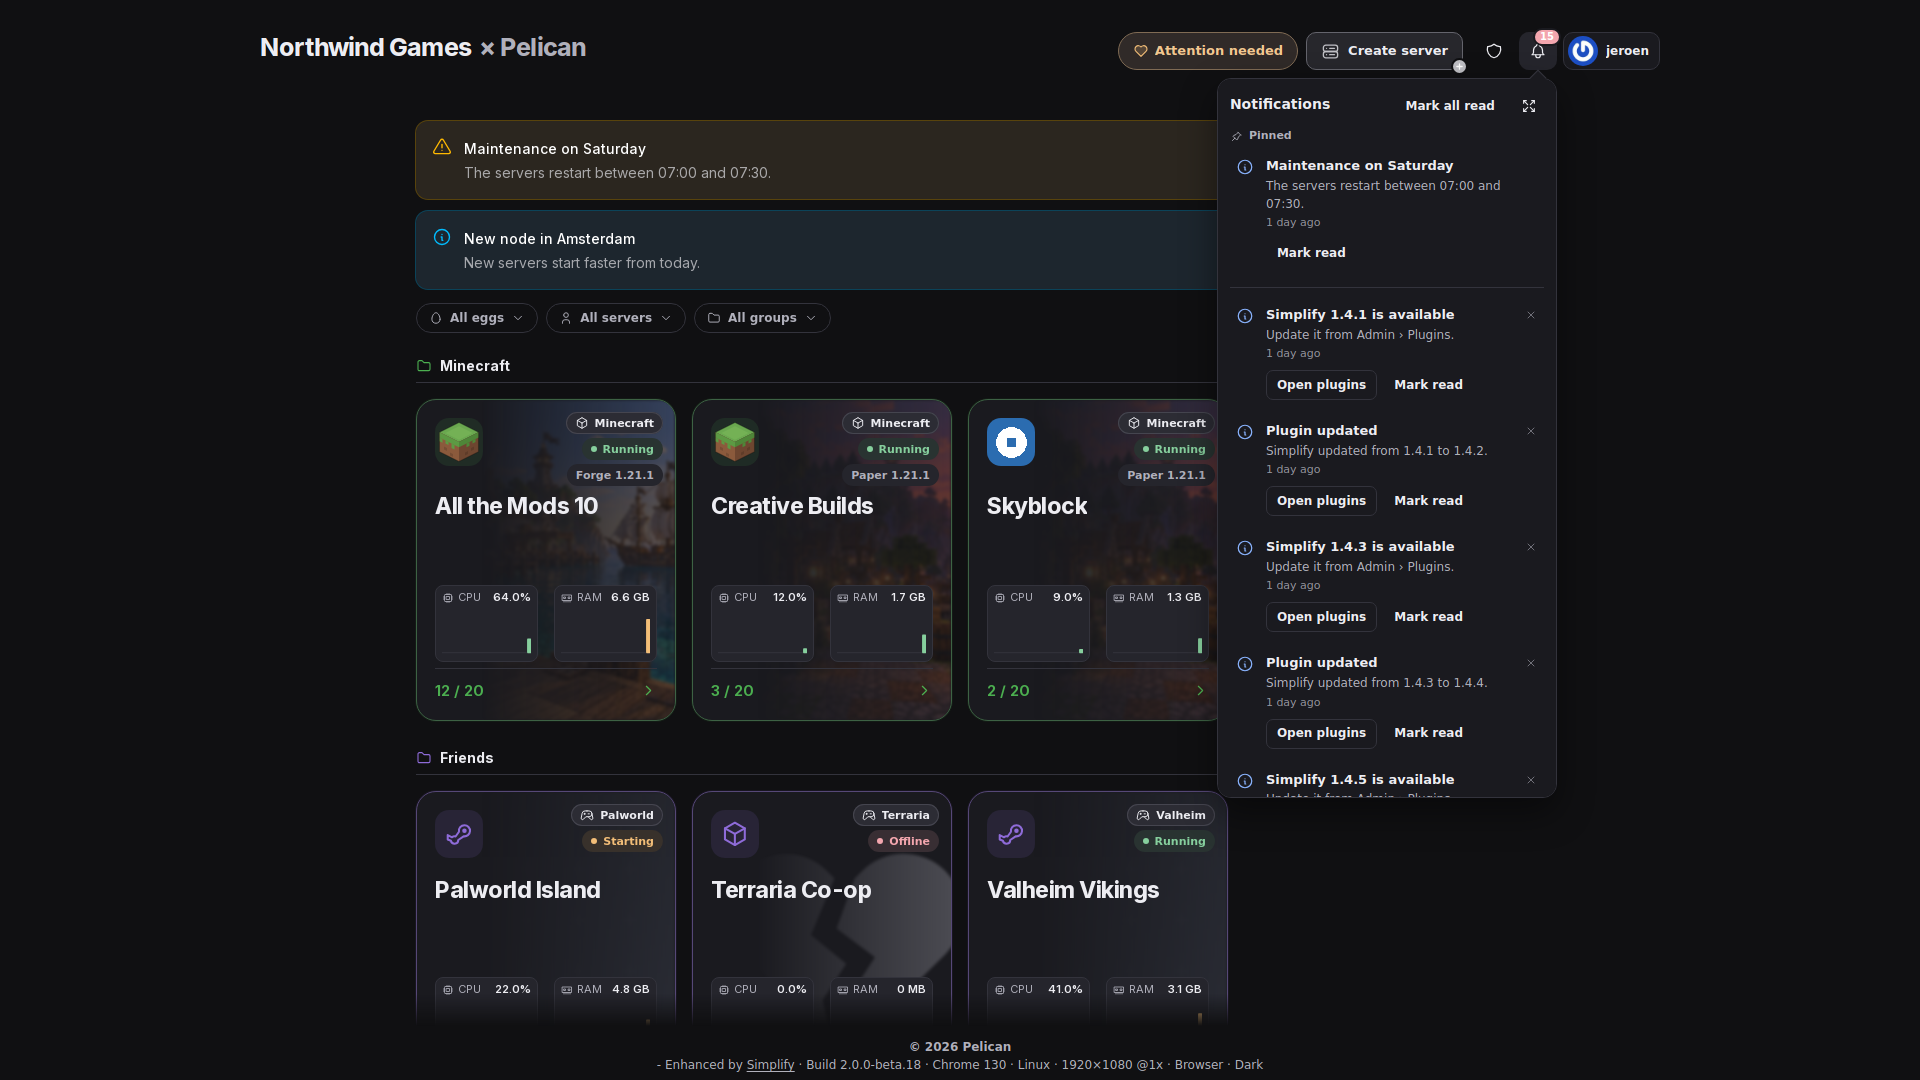 Northwind Games × Pelican
Attention needed
Create server
15
jeroen
Maintenance on Saturday
The servers restart between 07:00 and 07:30.
New node in Amsterdam
New servers start faster from today.
All eggs
All servers
All groups
Minecraft
Minecraft
Running
Forge 1.21.1
All the Mods 10
CPU 64.0%
RAM 6.6 GB
12 / 20
Minecraft
Running
Paper 1.21.1
Creative Builds
CPU 12.0%
RAM 1.7 GB
3 / 20
Minecraft
Running
Paper 1.21.1
Skyblock
CPU 9.0%
RAM 1.3 GB
2 / 20
Friends
Palworld
Starting
Palworld Island
CPU 22.0%
RAM 4.8 GB
Terraria
Offline
Terraria Co-op
CPU 0.0%
RAM 0 MB
Valheim
Running
Valheim Vikings
CPU 41.0%
RAM 3.1 GB
Notifications
Mark all read
Pinned
Maintenance on Saturday
The servers restart between 07:00 and
07:30.
1 day ago
Mark read
Simplify 1.4.1 is available
Update it from Admin › Plugins.
1 day ago
Open plugins
Mark read
Plugin updated
Simplify updated from 1.4.1 to 1.4.2.
1 day ago
Open plugins
Mark read
Simplify 1.4.3 is available
Update it from Admin › Plugins.
1 day ago
Open plugins
Mark read
Plugin updated
Simplify updated from 1.4.3 to 1.4.4.
1 day ago
Open plugins
Mark read
Simplify 1.4.5 is available
Update it from Admin › Plugins.
© 2026 Pelican
- Enhanced by Simplify · Build 2.0.0-beta.18 · Chrome 130 · Linux · 1920×1080 @1x · Browser · Dark